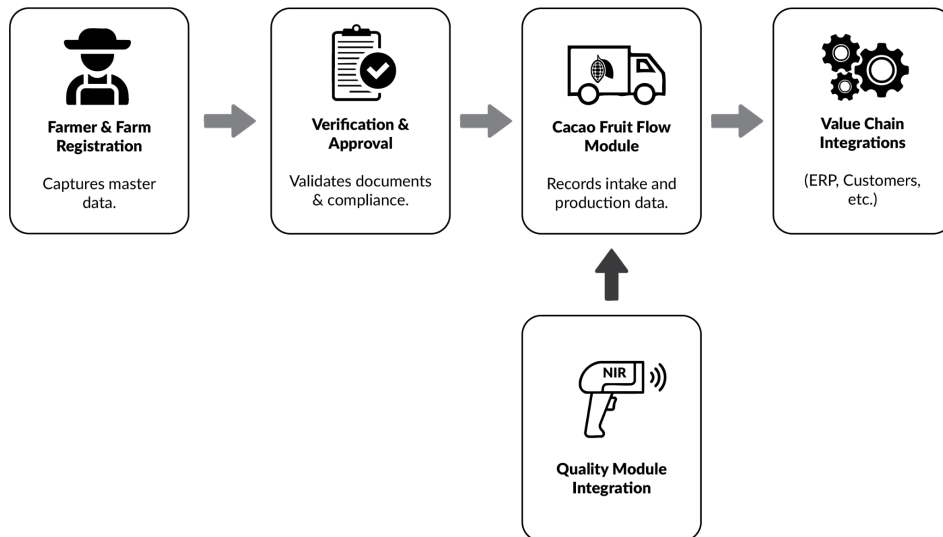 Farmer & Farm
Registration
Captures master
data.
Verification &
Approval
Validates documents
& compliance.
Cacao Fruit Flow
Module
Records intake and
production data.
Value Chain
Integrations
(ERP, Customers,
etc.)
NIR
Quality Module
Integration